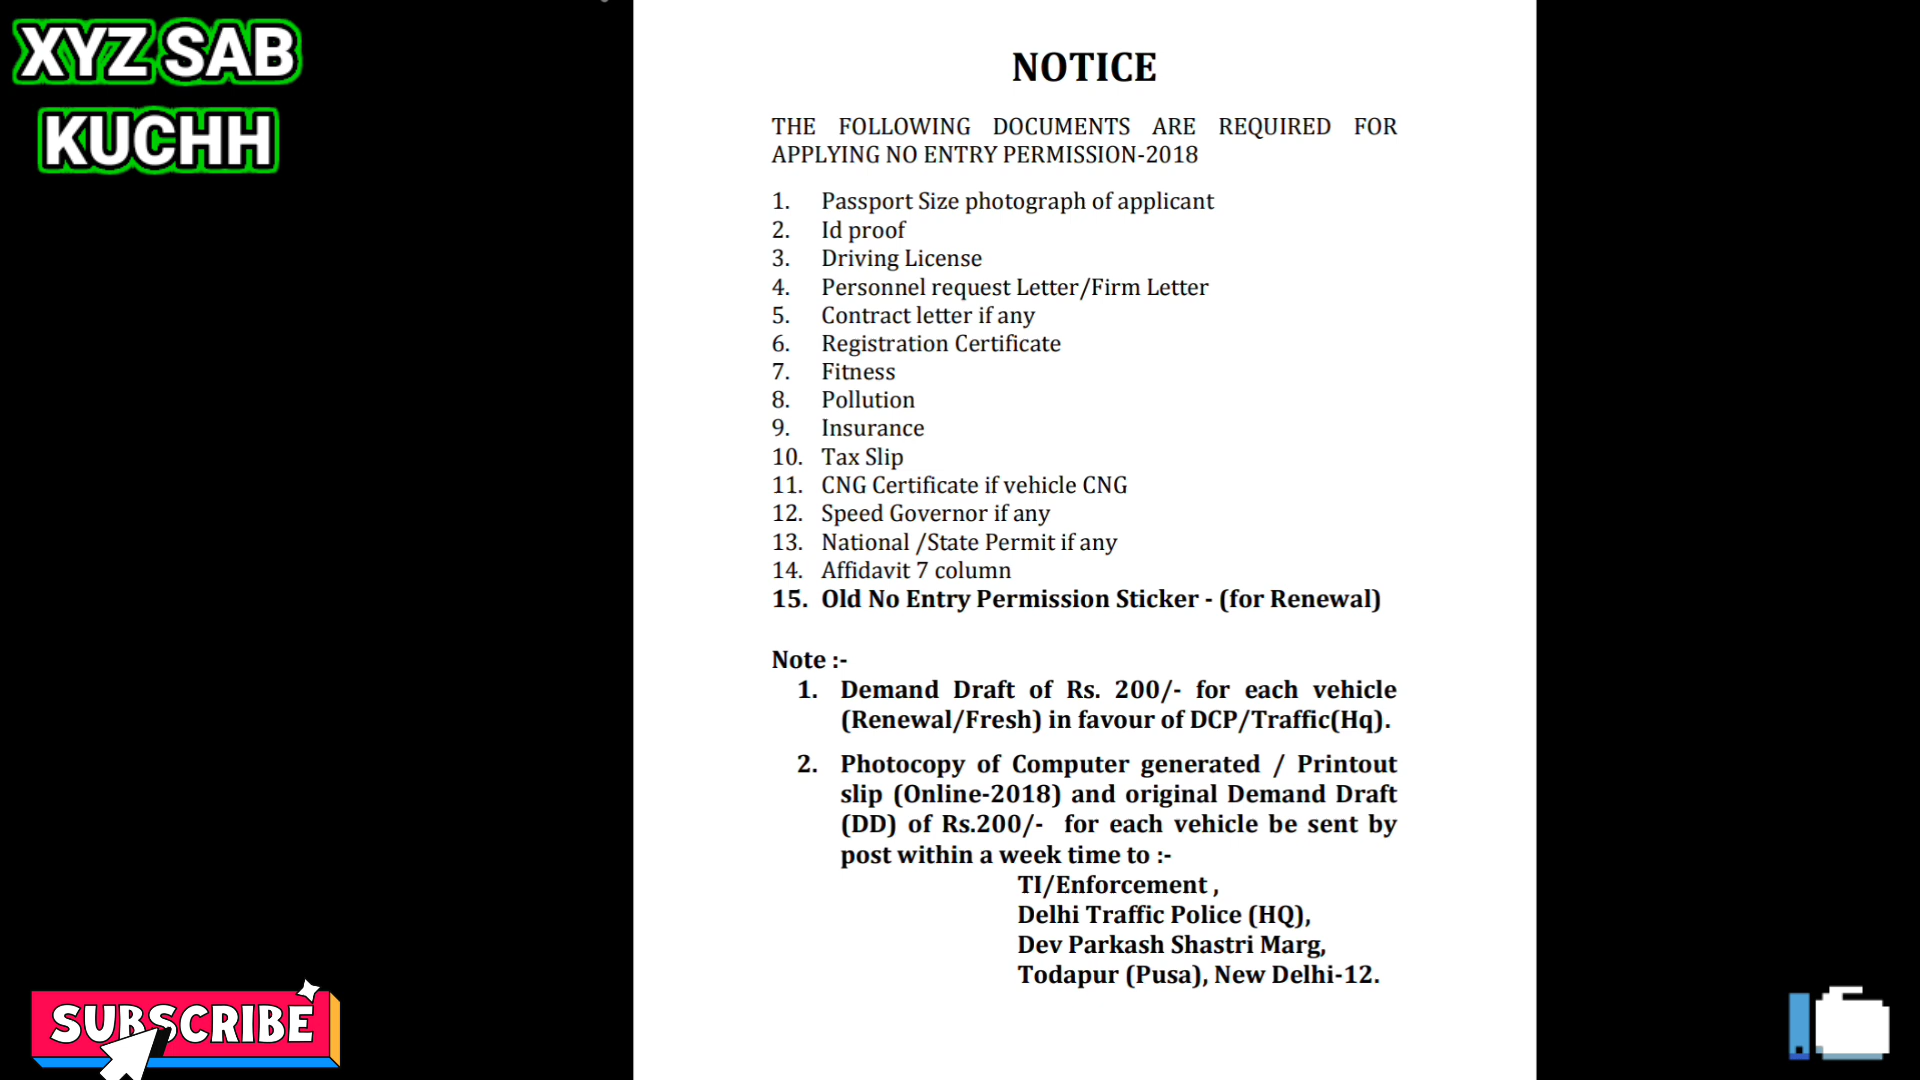 XYZ SAB
KUCHH
NOTICE
THE FOLLOWING DOCUMENTS ARE REQUIRED FOR
APPLYING NO ENTRY PERMISSION-2018
1. Passport Size photograph of applicant
2. Id proof
3. Driving License
4. Personnel request Letter/Firm Letter
5. Contract letter if any
6. Registration Certificate
7. Fitness
8. Pollution
9. Insurance
10. Tax Slip
11. CNG Certificate if vehicle CNG
12. Speed Governor if any
13. National /State Permit if any
14. Affidavit 7 column
15. Old No Entry Permission Sticker - (for Renewal)
Note :-
1. Demand Draft of Rs. 200/- for each vehicle
(Renewal/Fresh) in favour of DCP/Traffic(Hq).
2. Photocopy of Computer generated / Printout
slip (Online-2018) and original Demand Draft
(DD) of Rs.200/- for each vehicle be sent by
post within a week time to :-
TI/Enforcement ,
Delhi Traffic Police (HQ),
Dev Parkash Shastri Marg,
Todapur (Pusa), New Delhi-12.
SUBSCRIBE